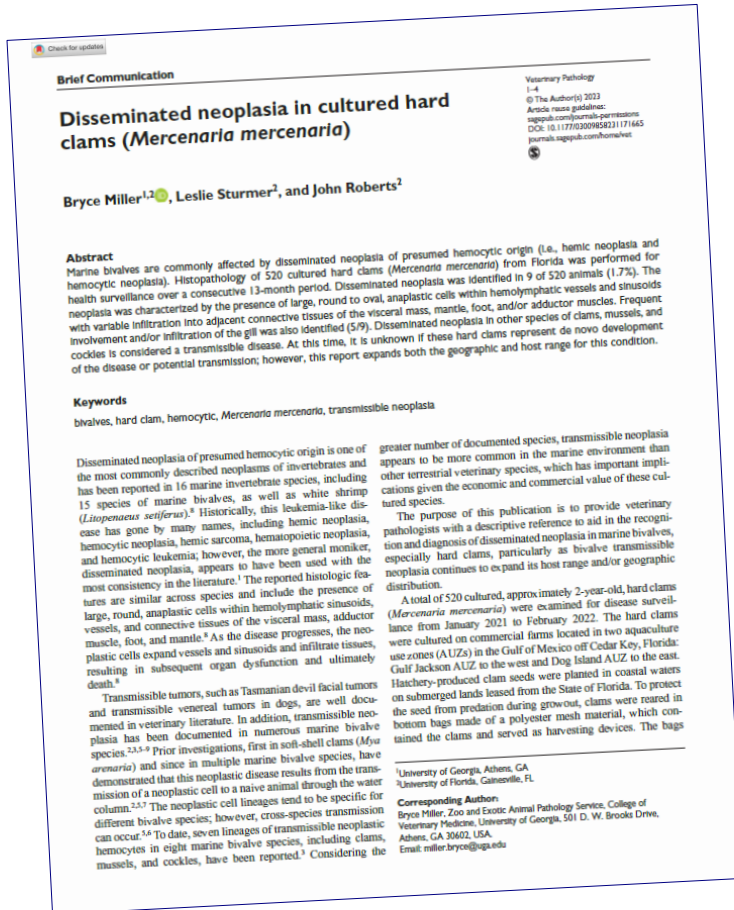 Check for updates
Brief Communication
Veterinary Pathology
1–4
© The Author(s) 2023
Article reuse guidelines:
sagepub.com/journals-permissions
DOI: 10.1177/03009858231171665
journals.sagepub.com/home/vet
Disseminated neoplasia in cultured hard
clams (Mercenaria mercenaria)
Bryce Miller1,2, Leslie Sturmer2, and John Roberts2
Abstract
Marine bivalves are commonly affected by disseminated neoplasia of presumed hemocytic origin (i.e., hemic neoplasia and
hemocytic neoplasia). Histopathology of 520 cultured hard clams (Mercenaria mercenaria) from Florida was performed for
health surveillance over a consecutive 13-month period. Disseminated neoplasia was identified in 9 of 520 animals (1.7%). The
neoplasia was characterized by the presence of large, round to oval, anaplastic cells within hemolymphatic vessels and sinusoids
with variable infiltration into adjacent connective tissues of the visceral mass, mantle, foot, and/or adductor muscles. Frequent
involvement and/or infiltration of the gill was also identified (5/9). Disseminated neoplasia in other species of clams, mussels, and
cockles is considered a transmissible disease. At this time, it is unknown if these hard clams represent de novo development
of the disease or potential transmission; however, this report expands both the geographic and host range for this condition.
Keywords
bivalves, hard clam, hemocytic, Mercenaria mercenaria, transmissible neoplasia
Disseminated neoplasia of presumed hemocytic origin is one of
the most commonly described neoplasms of invertebrates and
has been reported in 16 marine invertebrate species, including
15 species of marine bivalves, as well as white shrimp
(Litopenaeus setiferus).8 Historically, this leukemia-like dis-
ease has gone by many names, including hemic neoplasia,
hemocytic neoplasia, hemic sarcoma, hematopoietic neoplasia,
and hemocytic leukemia; however, the more general moniker,
disseminated neoplasia, appears to have been used with the
most consistency in the literature.1 The reported histologic fea-
tures are similar across species and include the presence of
large, round, anaplastic cells within hemolymphatic sinusoids,
vessels, and connective tissues of the visceral mass, adductor
muscle, foot, and mantle.8 As the disease progresses, the neo-
plastic cells expand vessels and sinusoids and infiltrate tissues,
resulting in subsequent organ dysfunction and ultimately
death.8
Transmissible tumors, such as Tasmanian devil facial tumors
and transmissible venereal tumors in dogs, are well docu-
mented in veterinary literature. In addition, transmissible neo-
plasia has been documented in numerous marine bivalve
species.2,3,5–9 Prior investigations, first in soft-shell clams (Mya
arenaria) and since in multiple marine bivalve species, have
demonstrated that this neoplastic disease results from the trans-
mission of a neoplastic cell to a naive animal through the water
column.2,5,7 The neoplastic cell lineages tend to be specific for
different bivalve species; however, cross-species transmission
can occur.5,6 To date, seven lineages of transmissible neoplastic
hemocytes in eight marine bivalve species, including clams,
mussels, and cockles, have been reported.3 Considering the
greater number of documented species, transmissible neoplasia
appears to be more common in the marine environment than
other terrestrial veterinary species, which has important impli-
cations given the economic and commercial value of these cul-
tured species.
The purpose of this publication is to provide veterinary
pathologists with a descriptive reference to aid in the recogni-
tion and diagnosis of disseminated neoplasia in marine bivalves,
especially hard clams, particularly as bivalve transmissible
neoplasia continues to expand its host range and/or geographic
distribution.
A total of 520 cultured, approximately 2-year-old, hard clams
(Mercenaria mercenaria) were examined for disease surveil-
lance from January 2021 to February 2022. The hard clams
were cultured on commercial firms located in two aquaculture
use zones (AUZs) in the Gulf of Mexico off Cedar Key, Florida:
Gulf Jackson AUZ to the west and Dog Island AUZ to the east.
Hatchery-produced clam seeds were planted in coastal waters
on submerged lands leased from the State of Florida. To protect
the seed from predation during growout, clams were reared in
bottom bags made of a polyester mesh material, which con-
tained the clams and served as harvesting devices. The bags
1University of Georgia, Athens, GA
2University of Florida, Gainesville, FL
Corresponding Author:
Bryce Miller, Zoo and Exotic Animal Pathology Service, College of
Veterinary Medicine, University of Georgia, 501 D. W. Brooks Drive,
Athens, GA 30602, USA.
Email: miller.bryce@uga.edu